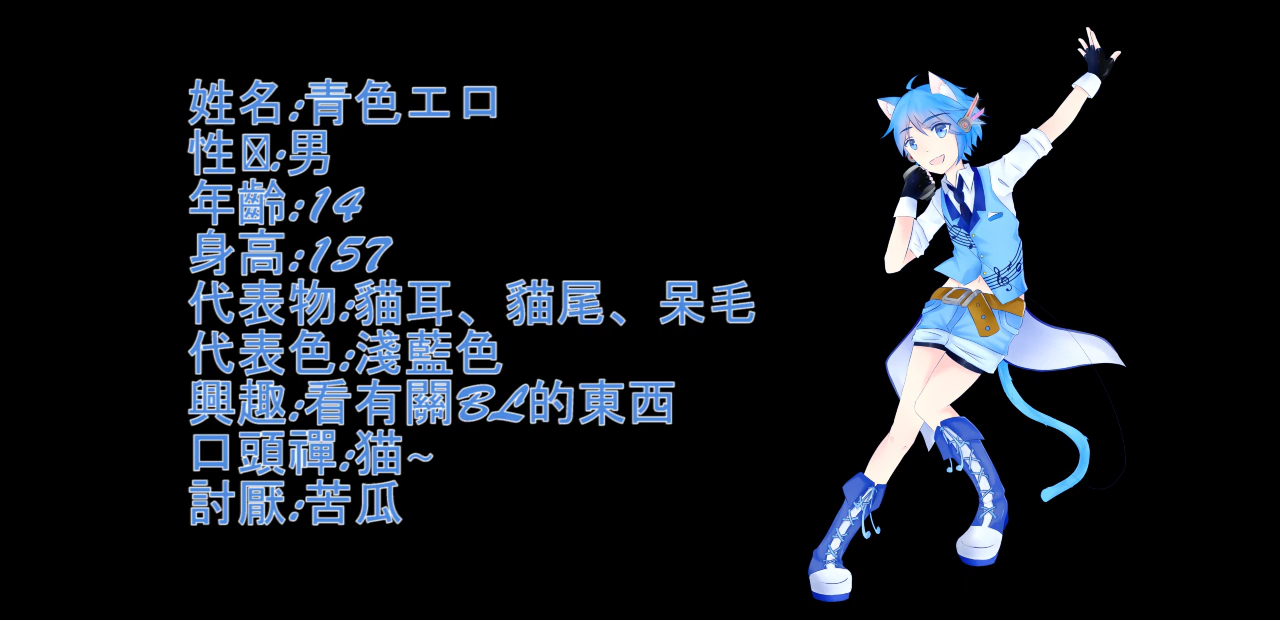 姓名:青色エロ
性:男
年齡:14
身高:157
代表物:貓耳、貓尾、呆毛
代表色:淺藍色
興趣:看有關BL的東西
口頭禪:猫~
討厭:苦瓜